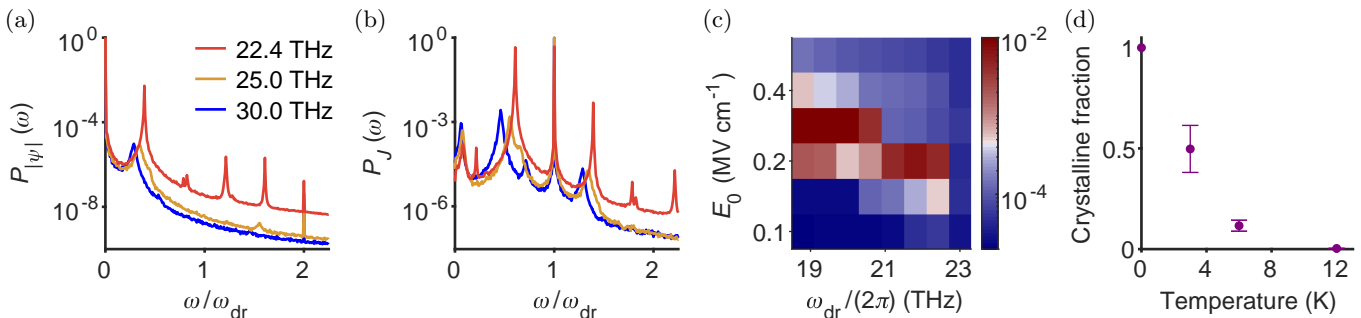 (a)
10^0
10^-4
10^-8
P_|ψ| (ω)
22.4 THz
25.0 THz
30.0 THz
0
1
2
ω/ω_dr
(b)
10^0
10^-3
10^-6
P_J (ω)
0
1
2
ω/ω_dr
(c)
0.4
0.2
0.1
E_0 (MV cm^-1)
19
21
23
ω_dr/(2π) (THz)
10^-2
10^-4
(d)
1
0.5
0
Crystalline fraction
0
4
8
12
Temperature (K)